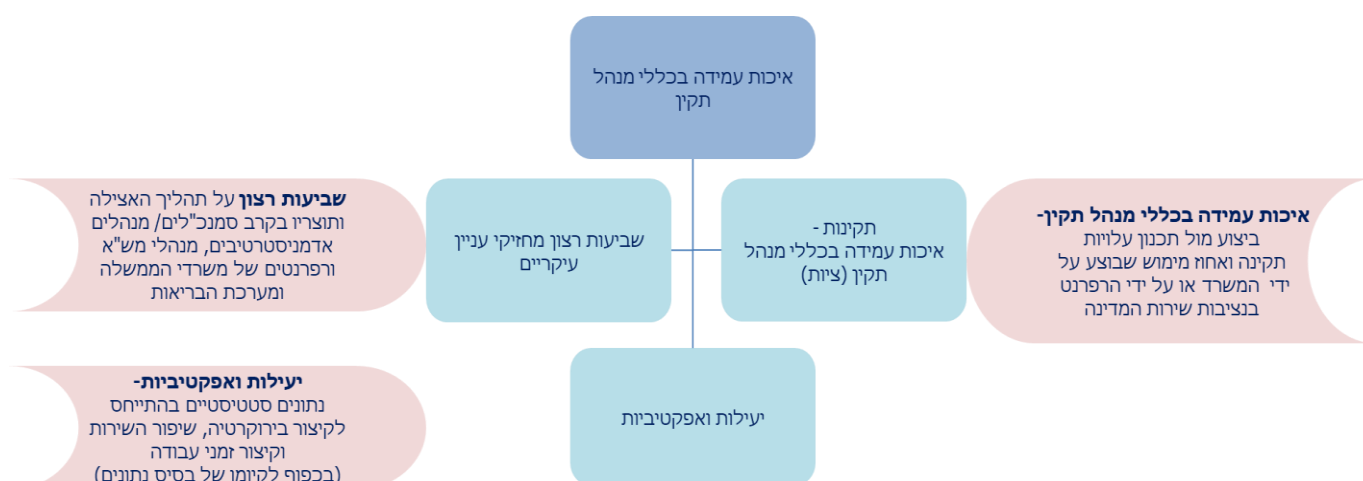 איכות עמידה בכללי מנהל
תקין
איכות עמידה בכללי מנהל תקין-
ביצוע מול תכנון עלויות
תקינה ואחוז מימוש שבוצע על
ידי המשרד או על ידי הרפרנט
בנציבות שירות המדינה
תקינות -
איכות עמידה בכללי מנהל
תקין (ציות)
שביעות רצון מחזיקי עניין
עיקריים
שביעות רצון על תהליך האצילה
ותוצריו בקרב סמנכ"לים/ מנהלים
אדמניסטרטיבים, מנהלי מש"א
ורפרנטים של משרדי הממשלה
ומערכת הבריאות
יעילות ואפקטיביות
יעילות ואפקטיביות-
נתונים סטטיסטיים בהתייחס
לקיצור בירוקרטיה, שיפור השירות
וקיצור זמני עבודה
(בכפוף לקיומו של בסיס נתונים)